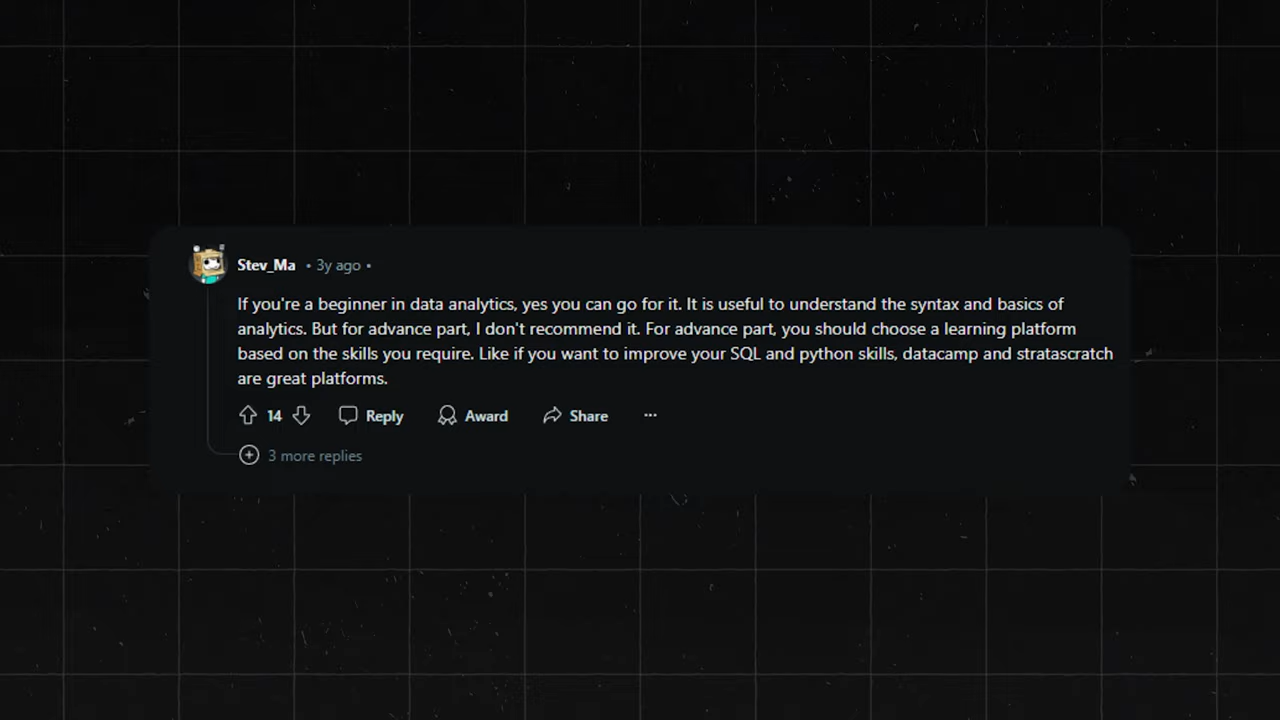 Stev_Ma • 3y ago •
If you're a beginner in data analytics, yes you can go for it. It is useful to understand the syntax and basics of
analytics. But for advance part, I don't recommend it. For advance part, you should choose a learning platform
based on the skills you require. Like if you want to improve your SQL and python skills, datacamp and stratascratch
are great platforms.
14 Reply Award Share ...
3 more replies